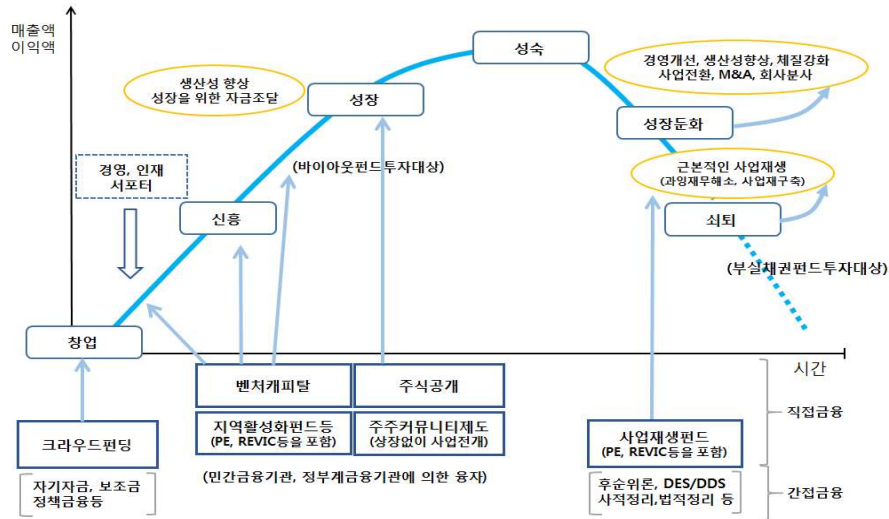 매출액
이익액
성숙
생산성 향상
성장을 위한 자금조달
성장
경영개선, 생산성향상, 체질강화
사업전환, M&A, 회사분사
성장둔화
경영, 인재
서포터
(바이아웃펀드투자대상)
근본적인 사업재생
(과잉재무해소, 사업재구축)
신흥
쇠퇴
(부실채권펀드투자대상)
창업
시간
벤처캐피탈
주식공개
직접금융
크라우드펀딩
지역활성화펀드등
(PE, REVIC등을 포함)
주주커뮤니티제도
(상장없이 사업전개)
사업재생펀드
(PE, REVIC등을 포함)
(민간금융기관, 정부계금융기관에 의한 융자)
자기자금, 보조금
정책금융등
후순위론, DES/DDS
사적정리,법적정리 등
간접금융